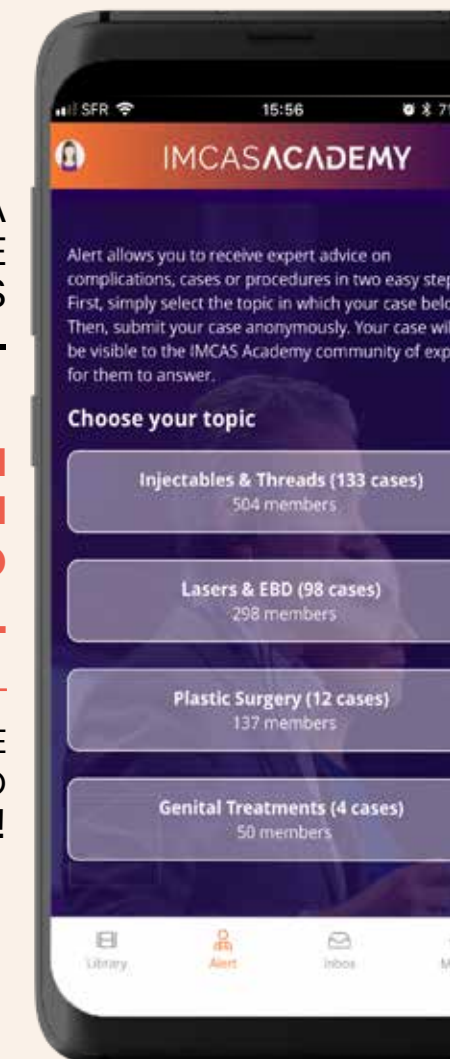 SFR 15:56
IMCAS ACADEMY
Alert allows you to receive expert advice on
complications, cases or procedures in two easy step
First, simply select the topic in which your case belo
Then, submit your case anonymously. Your case wil
be visible to the IMCAS Academy community of exp
for them to answer.
Choose your topic
Injectables & Threads (133 cases)
504 members
Lasers & EBD (98 cases)
298 members
Plastic Surgery (12 cases)
137 members
Genital Treatments (4 cases)
50 members
Library Alert Inbox M